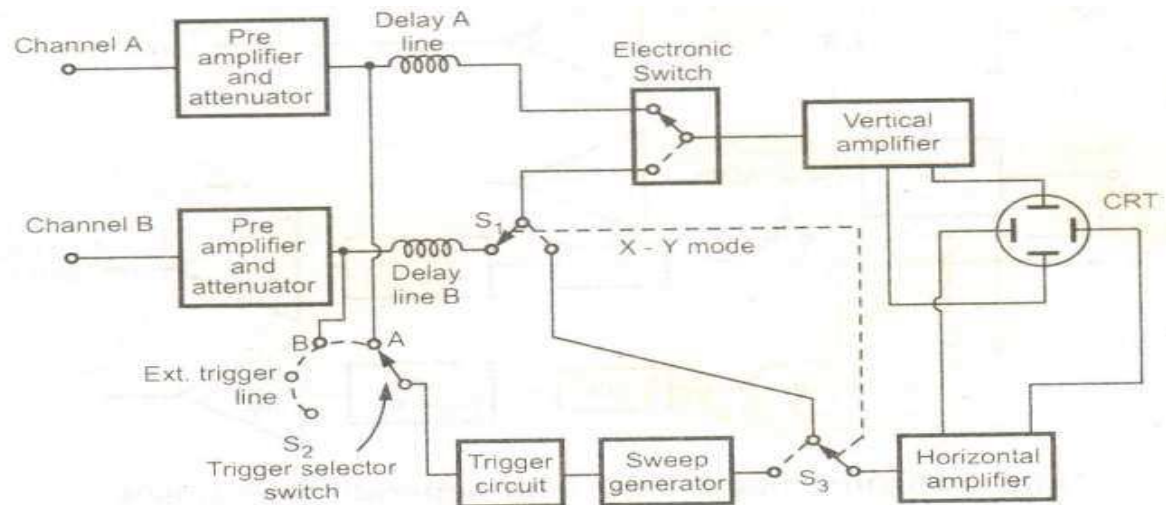 Channel A
Pre
amplifier
and
attenuator
Delay A
line
Electronic
Switch
Vertical
amplifier
CRT
Channel B
Pre
amplifier
and
attenuator
S1
X - Y mode
Delay
line B
B
A
Ext. trigger
line
S2
Trigger selector
switch
Trigger
circuit
Sweep
generator
S3
Horizontal
amplifier